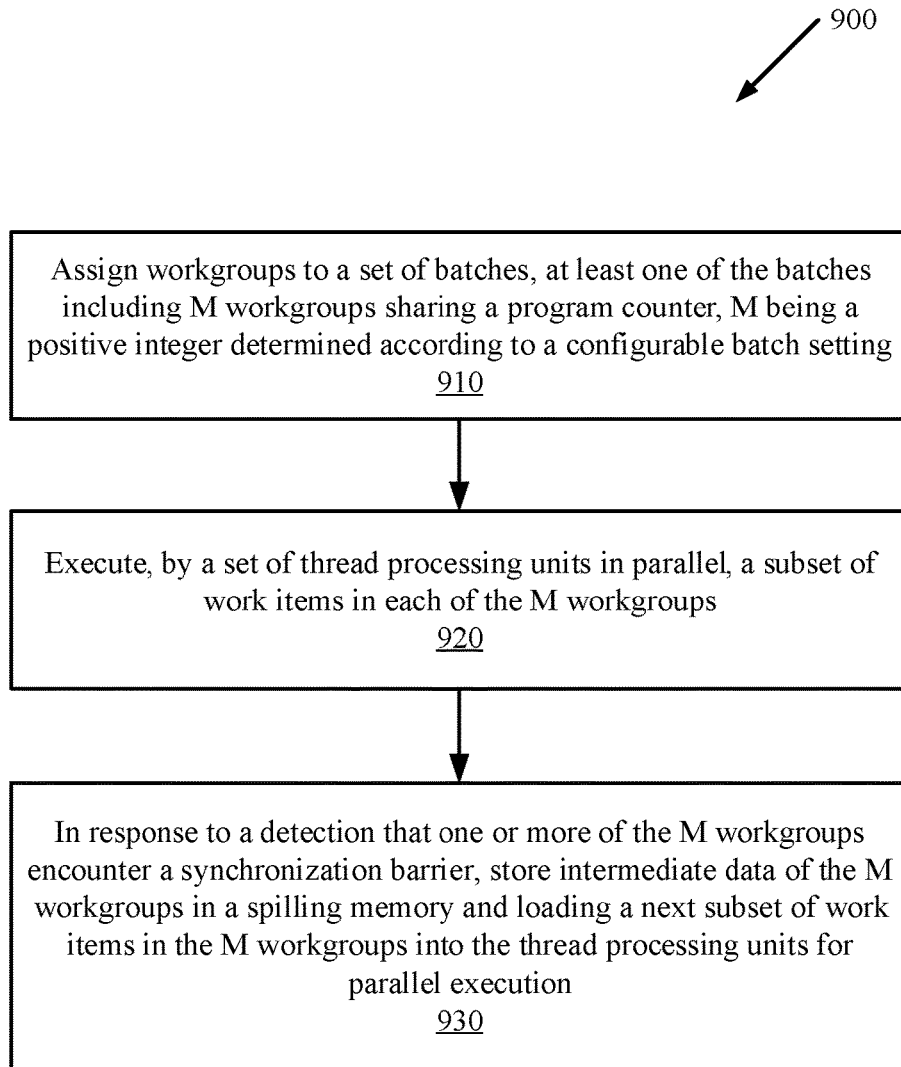 900
Assign workgroups to a set of batches, at least one of the batches
including M workgroups sharing a program counter, M being a
positive integer determined according to a configurable batch setting
910
Execute, by a set of thread processing units in parallel, a subset of
work items in each of the M workgroups
920
In response to a detection that one or more of the M workgroups
encounter a synchronization barrier, store intermediate data of the M
workgroups in a spilling memory and loading a next subset of work
items in the M workgroups into the thread processing units for
parallel execution
930